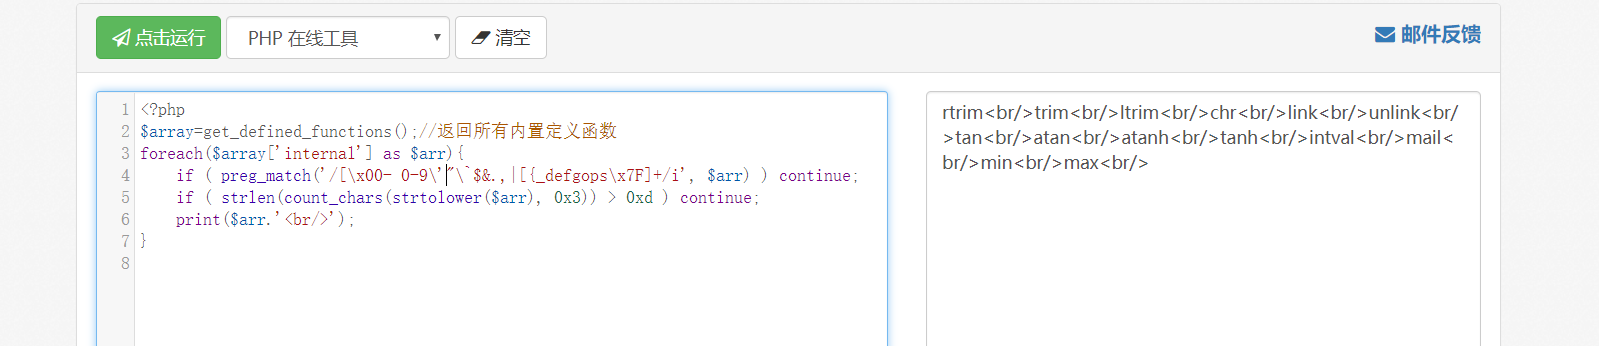 点击运行 PHP 在线工具 清空 邮件反馈
1 <?php
2 $array=get_defined_functions();//返回所有内置定义函数
3 foreach($array['internal'] as $arr){
4     if ( preg_match('/[\x00- 0-9\'"\`$&.,|[{_defgops\x7F]+/i', $arr) ) continue;
5     if ( strlen(count_chars(strtolower($arr), 0x3)) > 0xd ) continue;
6     print($arr.'<br/>');
7 }
8
rtrim<br/>trim<br/>ltrim<br/>chr<br/>link<br/>unlink<br/
>tan<br/>atan<br/>atanh<br/>tanh<br/>intval<br/>mail<
br/>min<br/>max<br/>